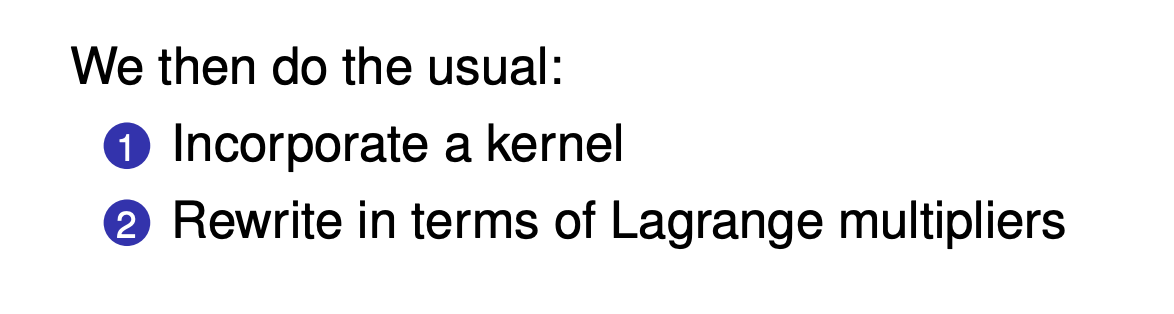 We then do the usual:
1 Incorporate a kernel
2 Rewrite in terms of Lagrange multipliers